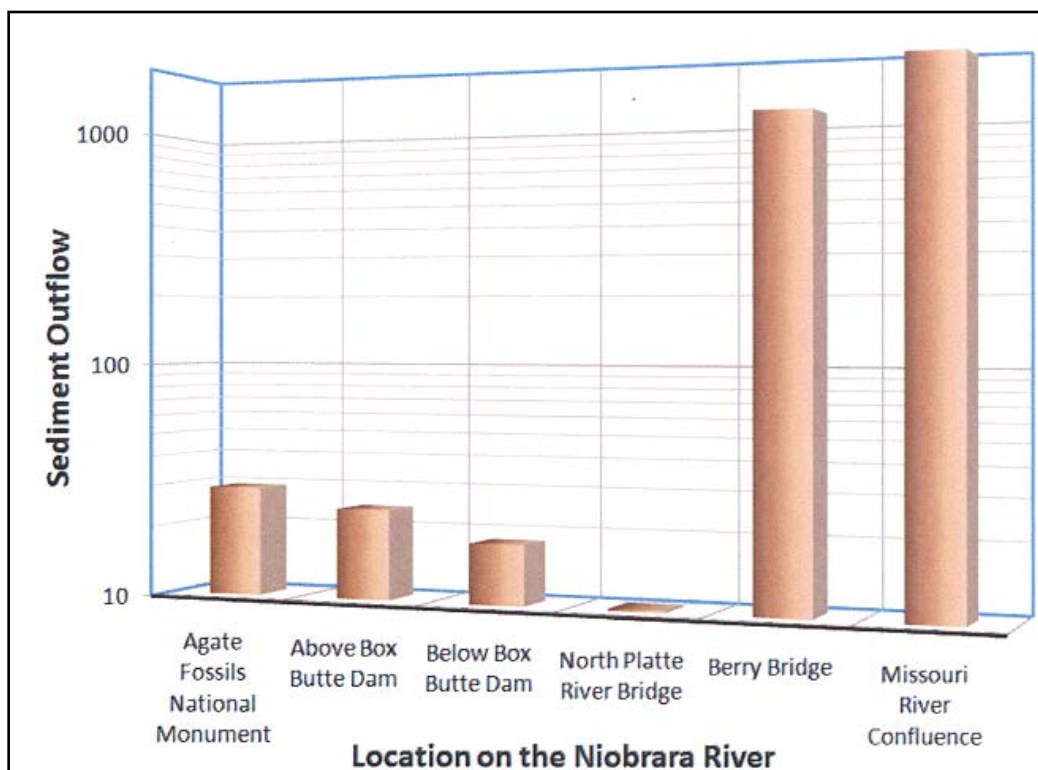 1000
100
10
Sediment Outflow
Agate
Fossils
National
Monument
Above Box
Butte Dam
Below Box
Butte Dam
North Platte
River Bridge
Berry Bridge
Missouri
River
Confluence
Location on the Niobrara River